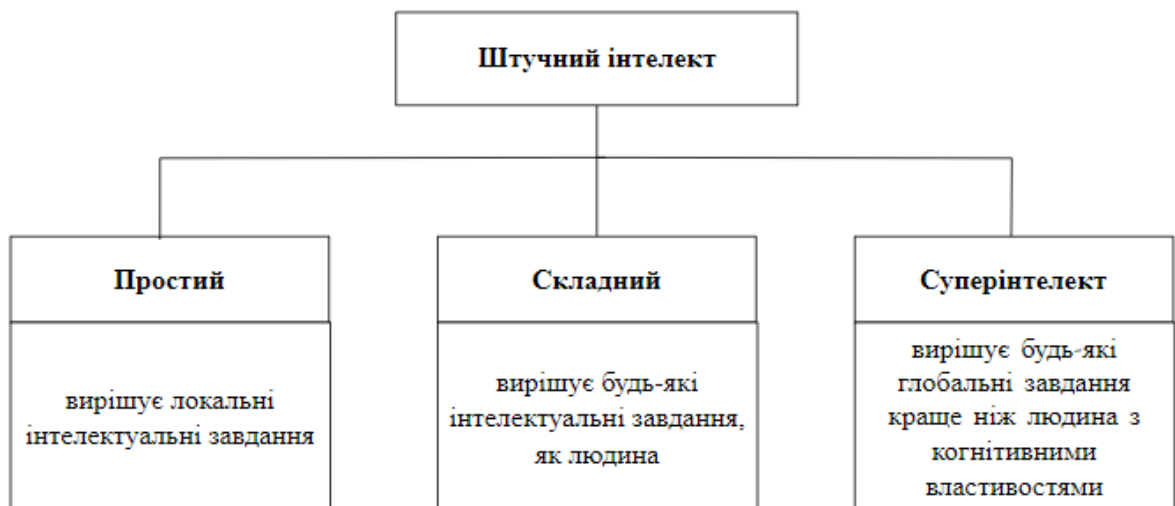 Штучний інтелект
Простий
вирішує локальні
інтелектуальні завдання
Складний
вирішує будь-які
інтелектуальні завдання,
як людина
Суперінтелект
вирішує будь-які
глобальні завдання
краще ніж людина з
когнітивними
властивостями